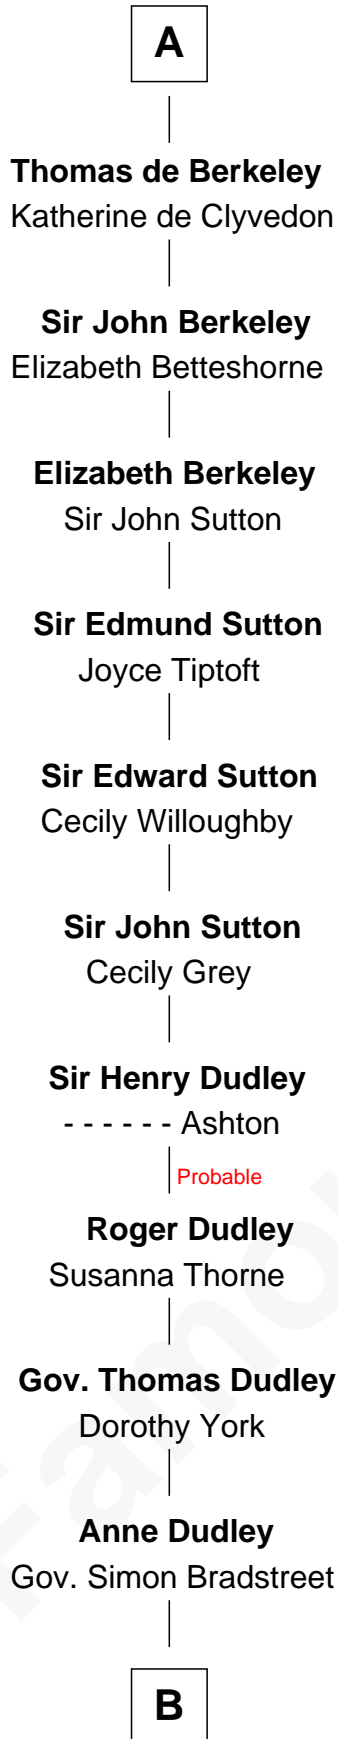 A
Thomas de Berkeley
Katherine de Clyvedon
Sir John Berkeley
Elizabeth Betteshorne
Elizabeth Berkeley
Sir John Sutton
Sir Edmund Sutton
Joyce Tiptoft
Sir Edward Sutton
Cecily Willoughby
Sir John Sutton
Cecily Grey
Sir Henry Dudley
- - - - - - Ashton
Probable
Roger Dudley
Susanna Thorne
Gov. Thomas Dudley
Dorothy York
Anne Dudley
Gov. Simon Bradstreet
B